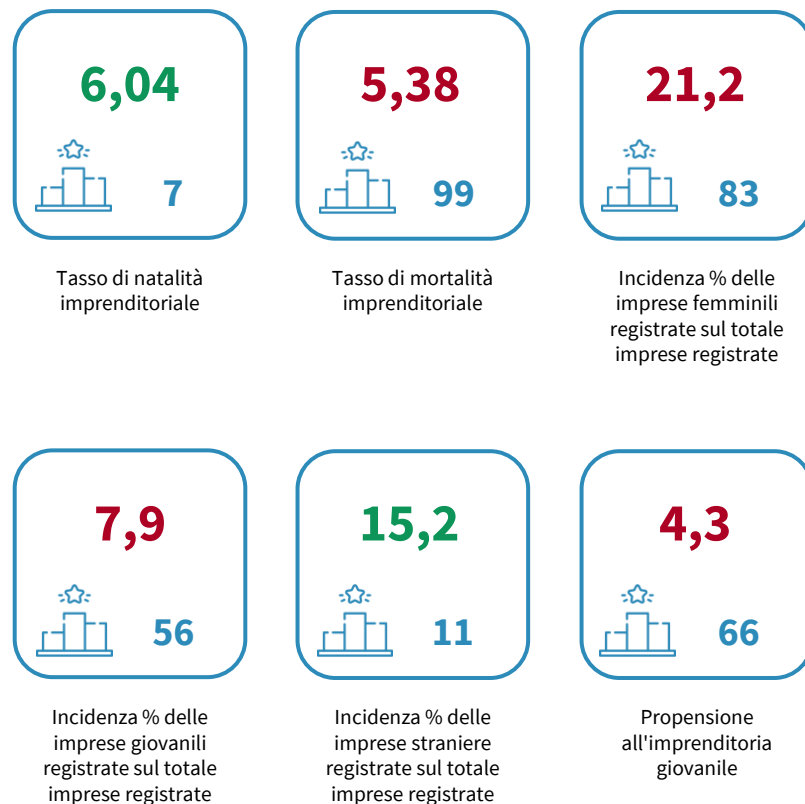 6,04
7
Tasso di natalità
imprenditoriale
5,38
99
Tasso di mortalità
imprenditoriale
21,2
83
Incidenza % delle
imprese femminili
registrate sul totale
imprese registrate
7,9
56
Incidenza % delle
imprese giovanili
registrate sul totale
imprese registrate
15,2
11
Incidenza % delle
imprese straniere
registrate sul totale
imprese registrate
4,3
66
Propensione
all'imprenditoria
giovanile